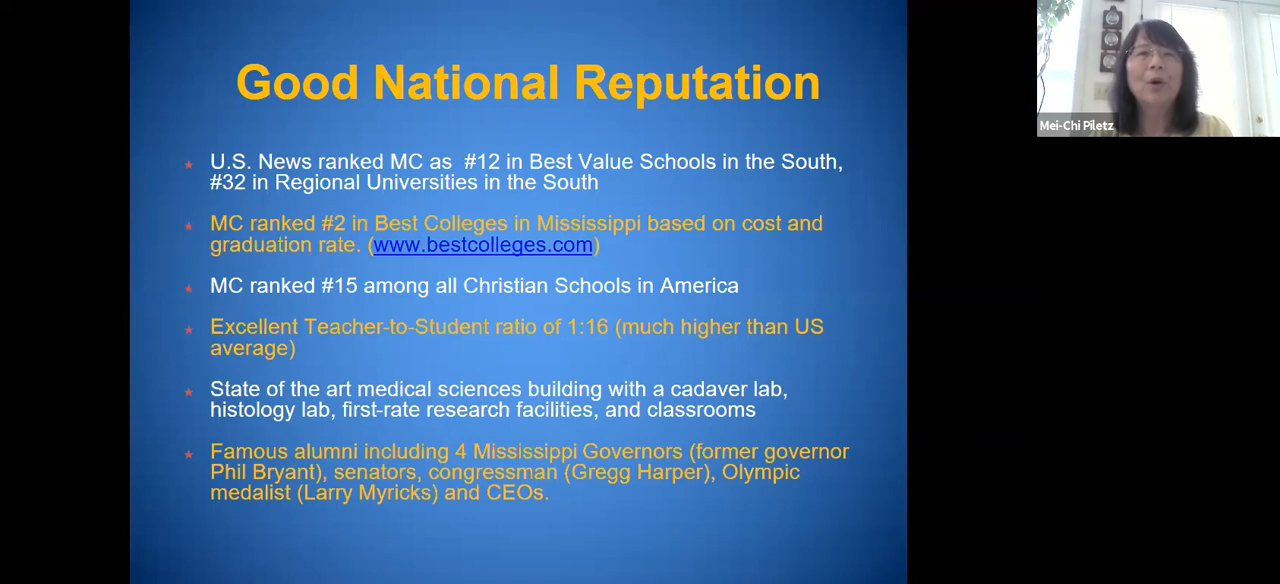 Good National Reputation
U.S. News ranked MC as  #12 in Best Value Schools in the South,
#32 in Regional Universities in the South
MC ranked #2 in Best Colleges in Mississippi based on cost and
graduation rate. (www.bestcolleges.com)
MC ranked #15 among all Christian Schools in America
Excellent Teacher-to-Student ratio of 1:16 (much higher than US
average)
State of the art medical sciences building with a cadaver lab,
histology lab, first-rate research facilities, and classrooms
Famous alumni including 4 Mississippi Governors (former governor
Phil Bryant), senators, congressman (Gregg Harper), Olympic
medalist (Larry Myricks) and CEOs.
Mei-Chi Piletz